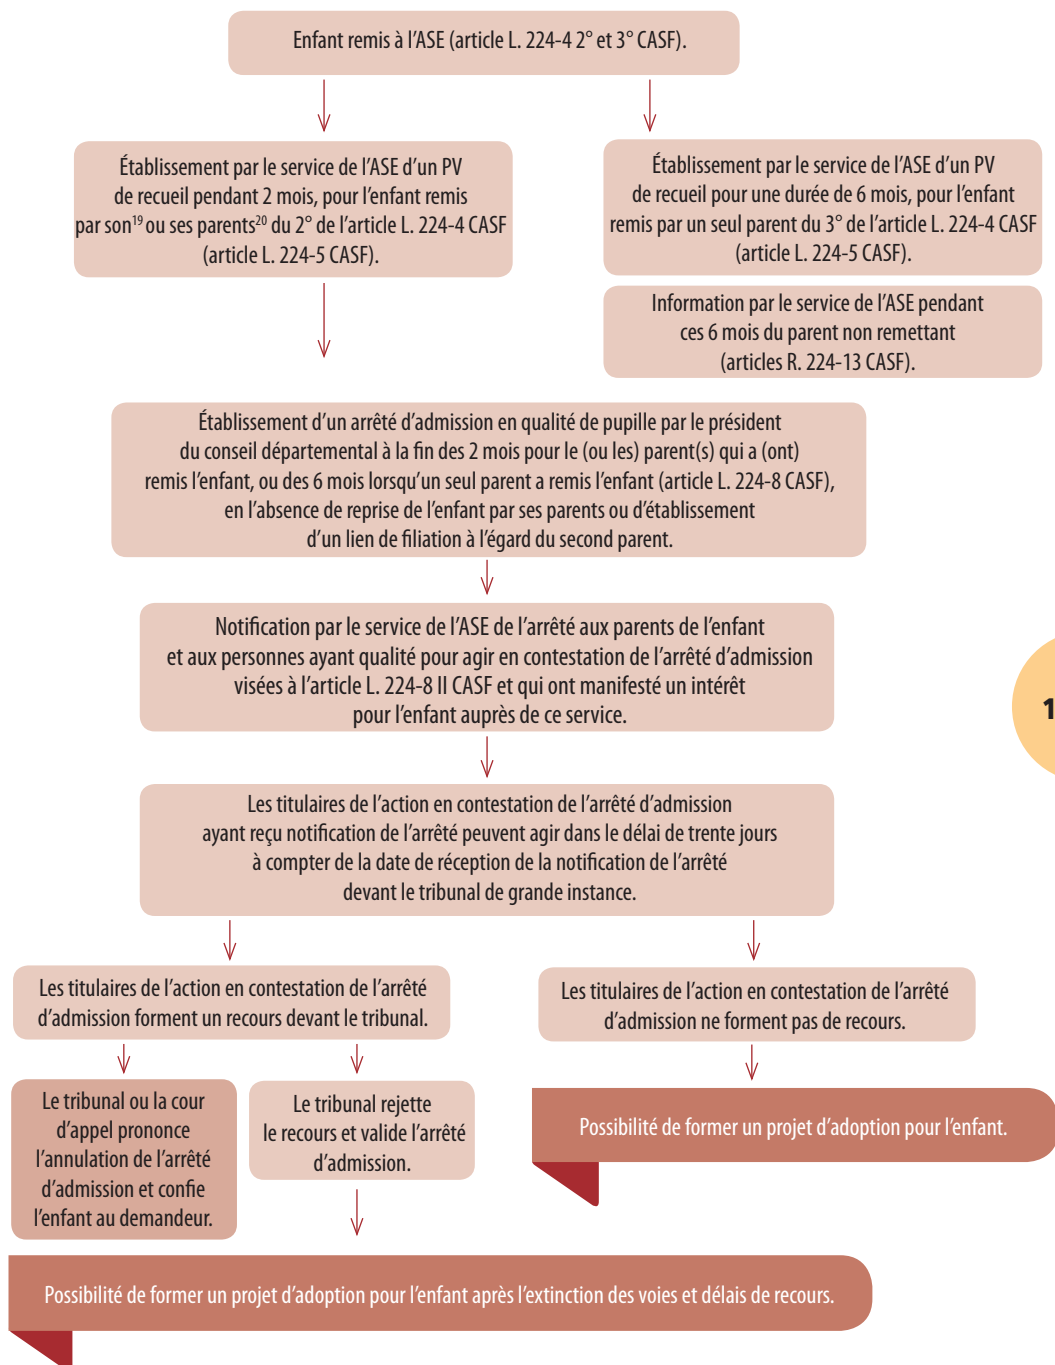 Enfant remis à l'ASE (article L. 224-4 2° et 3° CASF).
Établissement par le service de l'ASE d'un PV
de recueil pendant 2 mois, pour l'enfant remis
par son19 ou ses parents20 du 2° de l'article L. 224-4 CASF
(article L. 224-5 CASF).
Établissement par le service de l'ASE d'un PV
de recueil pour une durée de 6 mois, pour l'enfant
remis par un seul parent du 3° de l'article L. 224-4 CASF
(article L. 224-5 CASF).
Information par le service de l'ASE pendant
ces 6 mois du parent non remettant
(articles R. 224-13 CASF).
Établissement d'un arrêté d'admission en qualité de pupille par le président
du conseil départemental à la fin des 2 mois pour le (ou les) parent(s) qui a (ont)
remis l'enfant, ou des 6 mois lorsqu'un seul parent a remis l'enfant (article L. 224-8 CASF),
en l'absence de reprise de l'enfant par ses parents ou d'établissement
d'un lien de filiation à l'égard du second parent.
Notification par le service de l'ASE de l'arrêté aux parents de l'enfant
et aux personnes ayant qualité pour agir en contestation de l'arrêté d'admission
visées à l'article L. 224-8 II CASF et qui ont manifesté un intérêt
pour l'enfant auprès de ce service.
1
Les titulaires de l'action en contestation de l'arrêté d'admission
ayant reçu notification de l'arrêté peuvent agir dans le délai de trente jours
à compter de la date de réception de la notification de l'arrêté
devant le tribunal de grande instance.
Les titulaires de l'action en contestation de l'arrêté
d'admission forment un recours devant le tribunal.
Les titulaires de l'action en contestation de l'arrêté
d'admission ne forment pas de recours.
Le tribunal ou la cour
d'appel prononce
l'annulation de l'arrêté
d'admission et confie
l'enfant au demandeur.
Le tribunal rejette
le recours et valide l'arrêté
d'admission.
Possibilité de former un projet d'adoption pour l'enfant.
Possibilité de former un projet d'adoption pour l'enfant après l'extinction des voies et délais de recours.